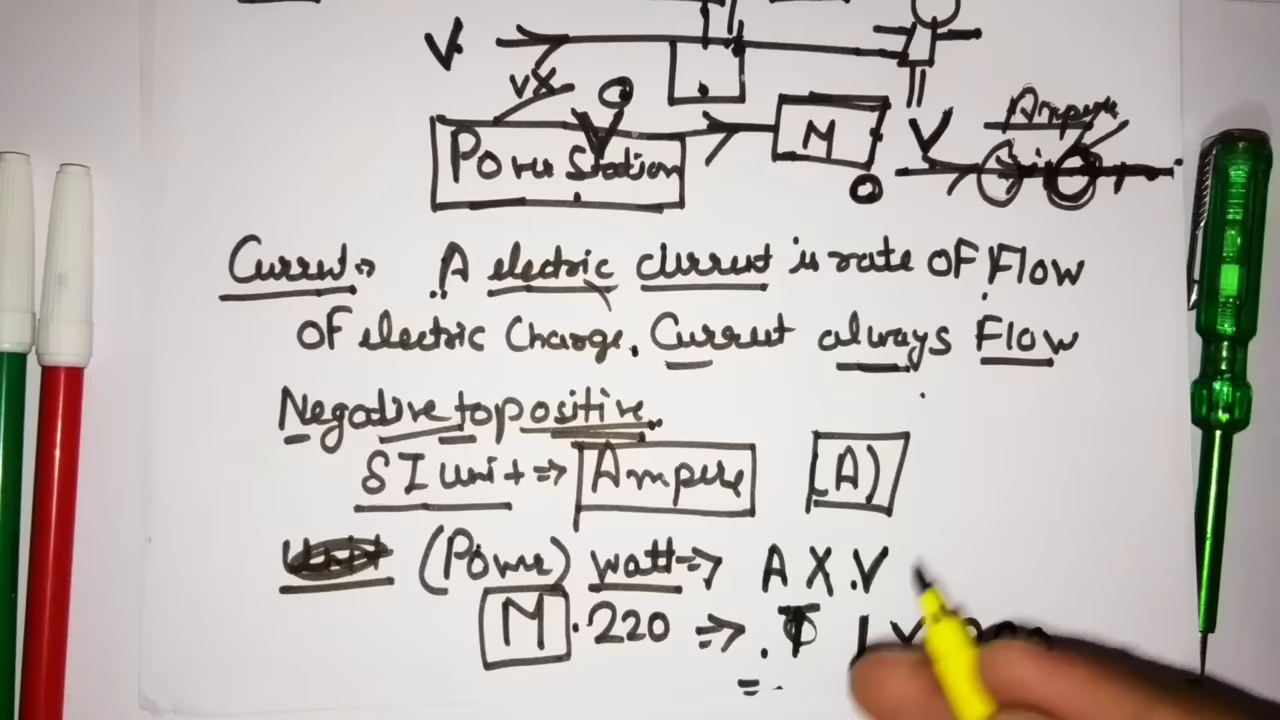 V.
vX
Power Station
M
V
Ampere
Current⇒ A electric current is rate OF Flow
OF electric Charge. Current always Flow
Negative to positive.
SI unit ⇒ Ampere (A)
(Power) watt ⇒ A X V
M 220 ⇒